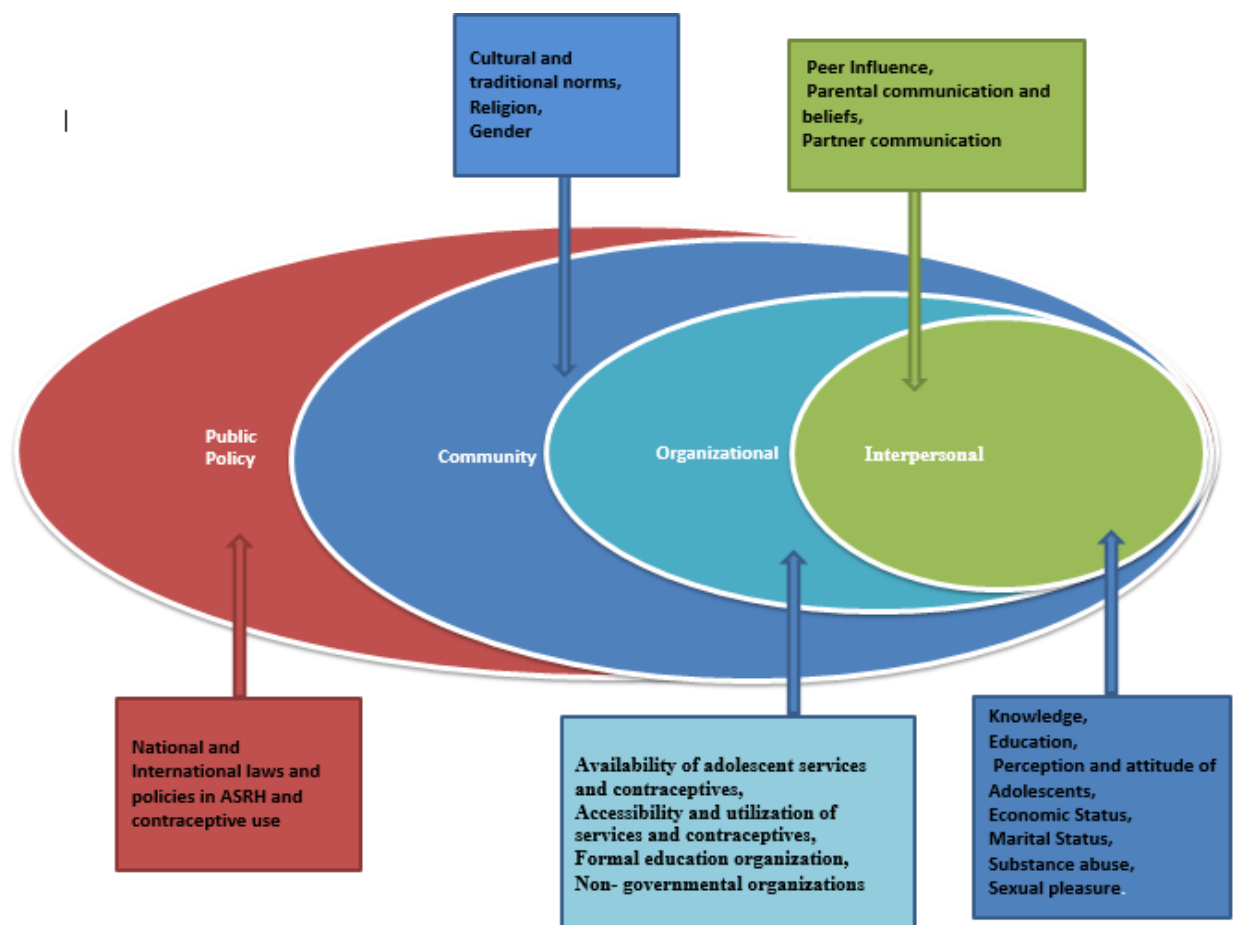 Cultural and
traditional norms,
Religion,
Gender
Peer Influence,
Parental communication and
beliefs,
Partner communication
Public
Policy
Community
Organizational
Interpersonal
National and
International laws and
policies in ASRH and
contraceptive use
Availability of adolescent services
and contraceptives,
Accessibility and utilization of
services and contraceptives,
Formal education organization,
Non- governmental organizations
Knowledge,
Education,
Perception and attitude of
Adolescents,
Economic Status,
Marital Status,
Substance abuse,
Sexual pleasure.